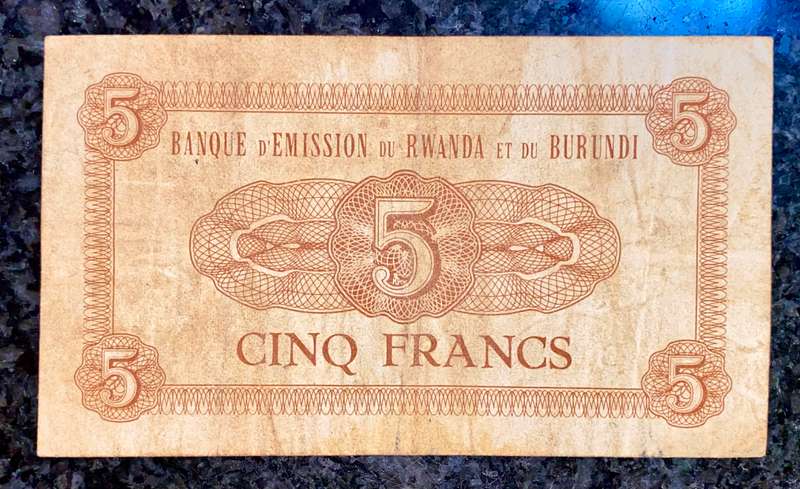 5 5
BANQUE D'EMISSION DU RWANDA ET DU BURUNDI
5
CINQ FRANCS
5 5